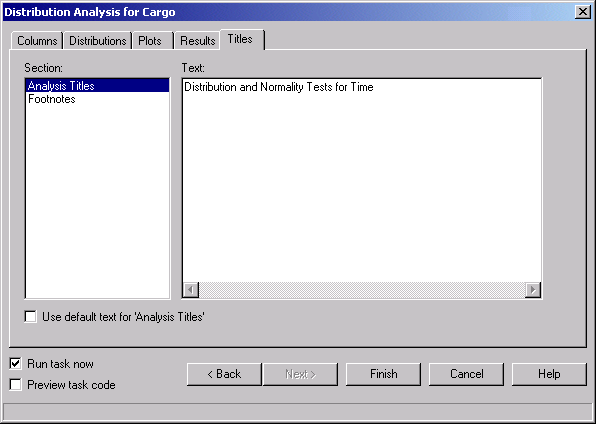 Distribution Analysis for Cargo
Columns Distributions Plots Results Titles
Section: Text:
Analysis Titles Distribution and Normality Tests for Time
Footnotes
Use default text for 'Analysis Titles'
Run task now
< Back Next > Finish Cancel Help
Preview task code